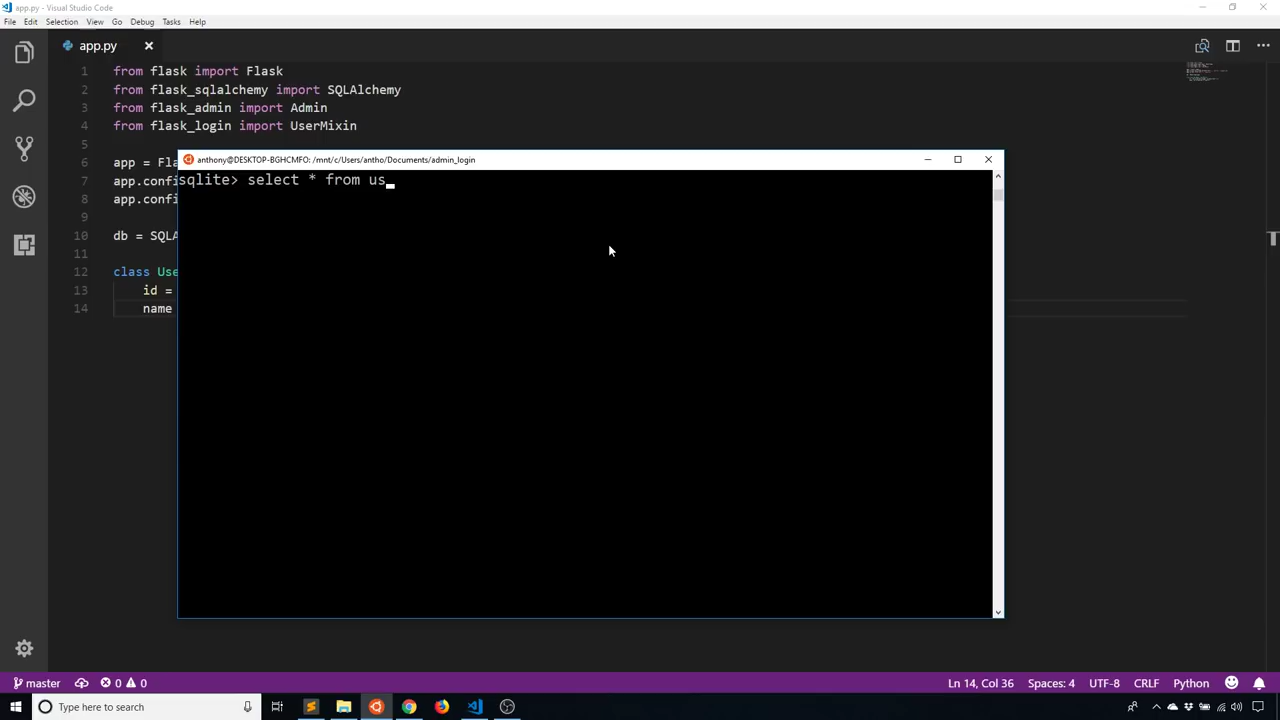 app.py - Visual Studio Code
File Edit Selection View Go Debug Tasks Help
app.py
1 from flask import Flask
2 from flask_sqlalchemy import SQLAlchemy
3 from flask_admin import Admin
4 from flask_login import UserMixin
5
6 app = Fla
7 app.confi
8 app.confi
9
10 db = SQLA
11
12 class Use
13 id =
14 name
anthony@DESKTOP-BGHCMFO: /mnt/c/Users/antho/Documents/admin_login
sqlite> select * from us
master 0 0 Ln 14, Col 36 Spaces: 4 UTF-8 CRLF Python
Type here to search